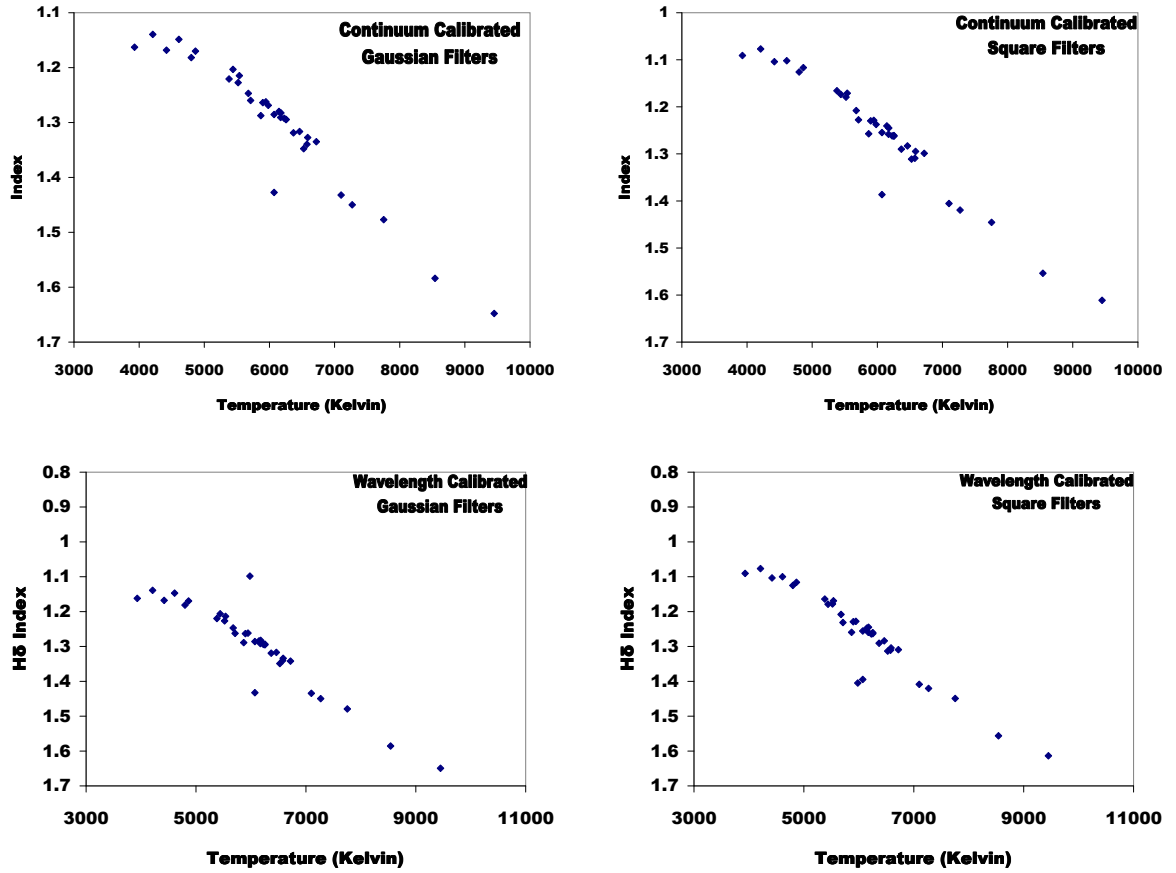 Continuum Calibrated
Gaussian Filters
1.1
1.2
1.3
1.4
1.5
1.6
1.7
Index
3000 4000 5000 6000 7000 8000 9000 10000
Temperature (Kelvin)
Continuum Calibrated
Square Filters
1
1.1
1.2
1.3
1.4
1.5
1.6
1.7
Index
3000 4000 5000 6000 7000 8000 9000 10000
Temperature (Kelvin)
Wavelength Calibrated
Gaussian Filters
0.8
0.9
1
1.1
1.2
1.3
1.4
1.5
1.6
1.7
Hδ Index
3000 5000 7000 9000 11000
Temperature (Kelvin)
Wavelength Calibrated
Square Filters
0.8
0.9
1
1.1
1.2
1.3
1.4
1.5
1.6
1.7
Hδ Index
3000 5000 7000 9000 11000
Temperature (Kelvin)